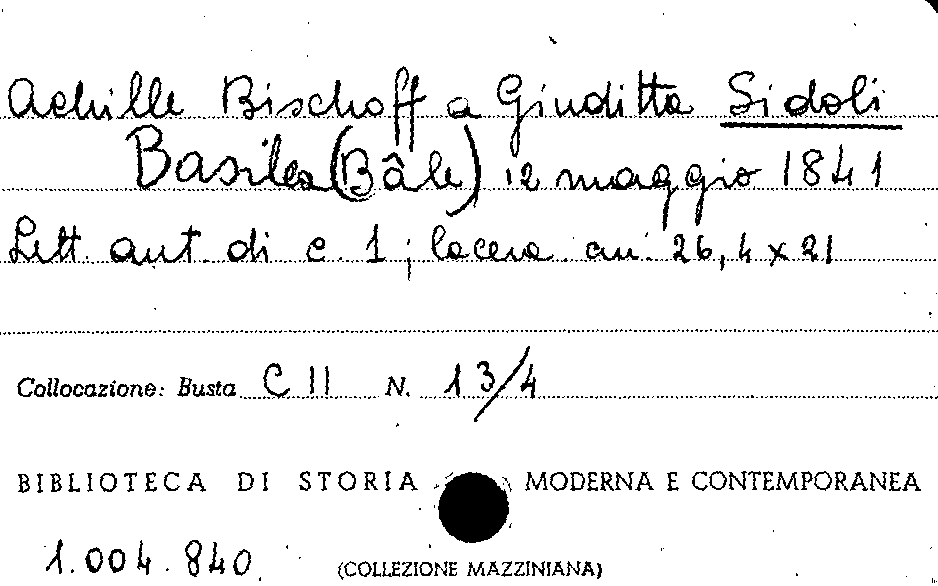 Achille Bischoff a Giuditta Sidoli
Basilea (Bâle) 12 maggio 1841
Lett. aut. di c. 1; lacera. cm. 26,4 x 21
Collocazione: Busta C II N. 13/4
BIBLIOTECA DI STORIA MODERNA E CONTEMPORANEA
1.004.840
(COLLEZIONE MAZZINIANA)